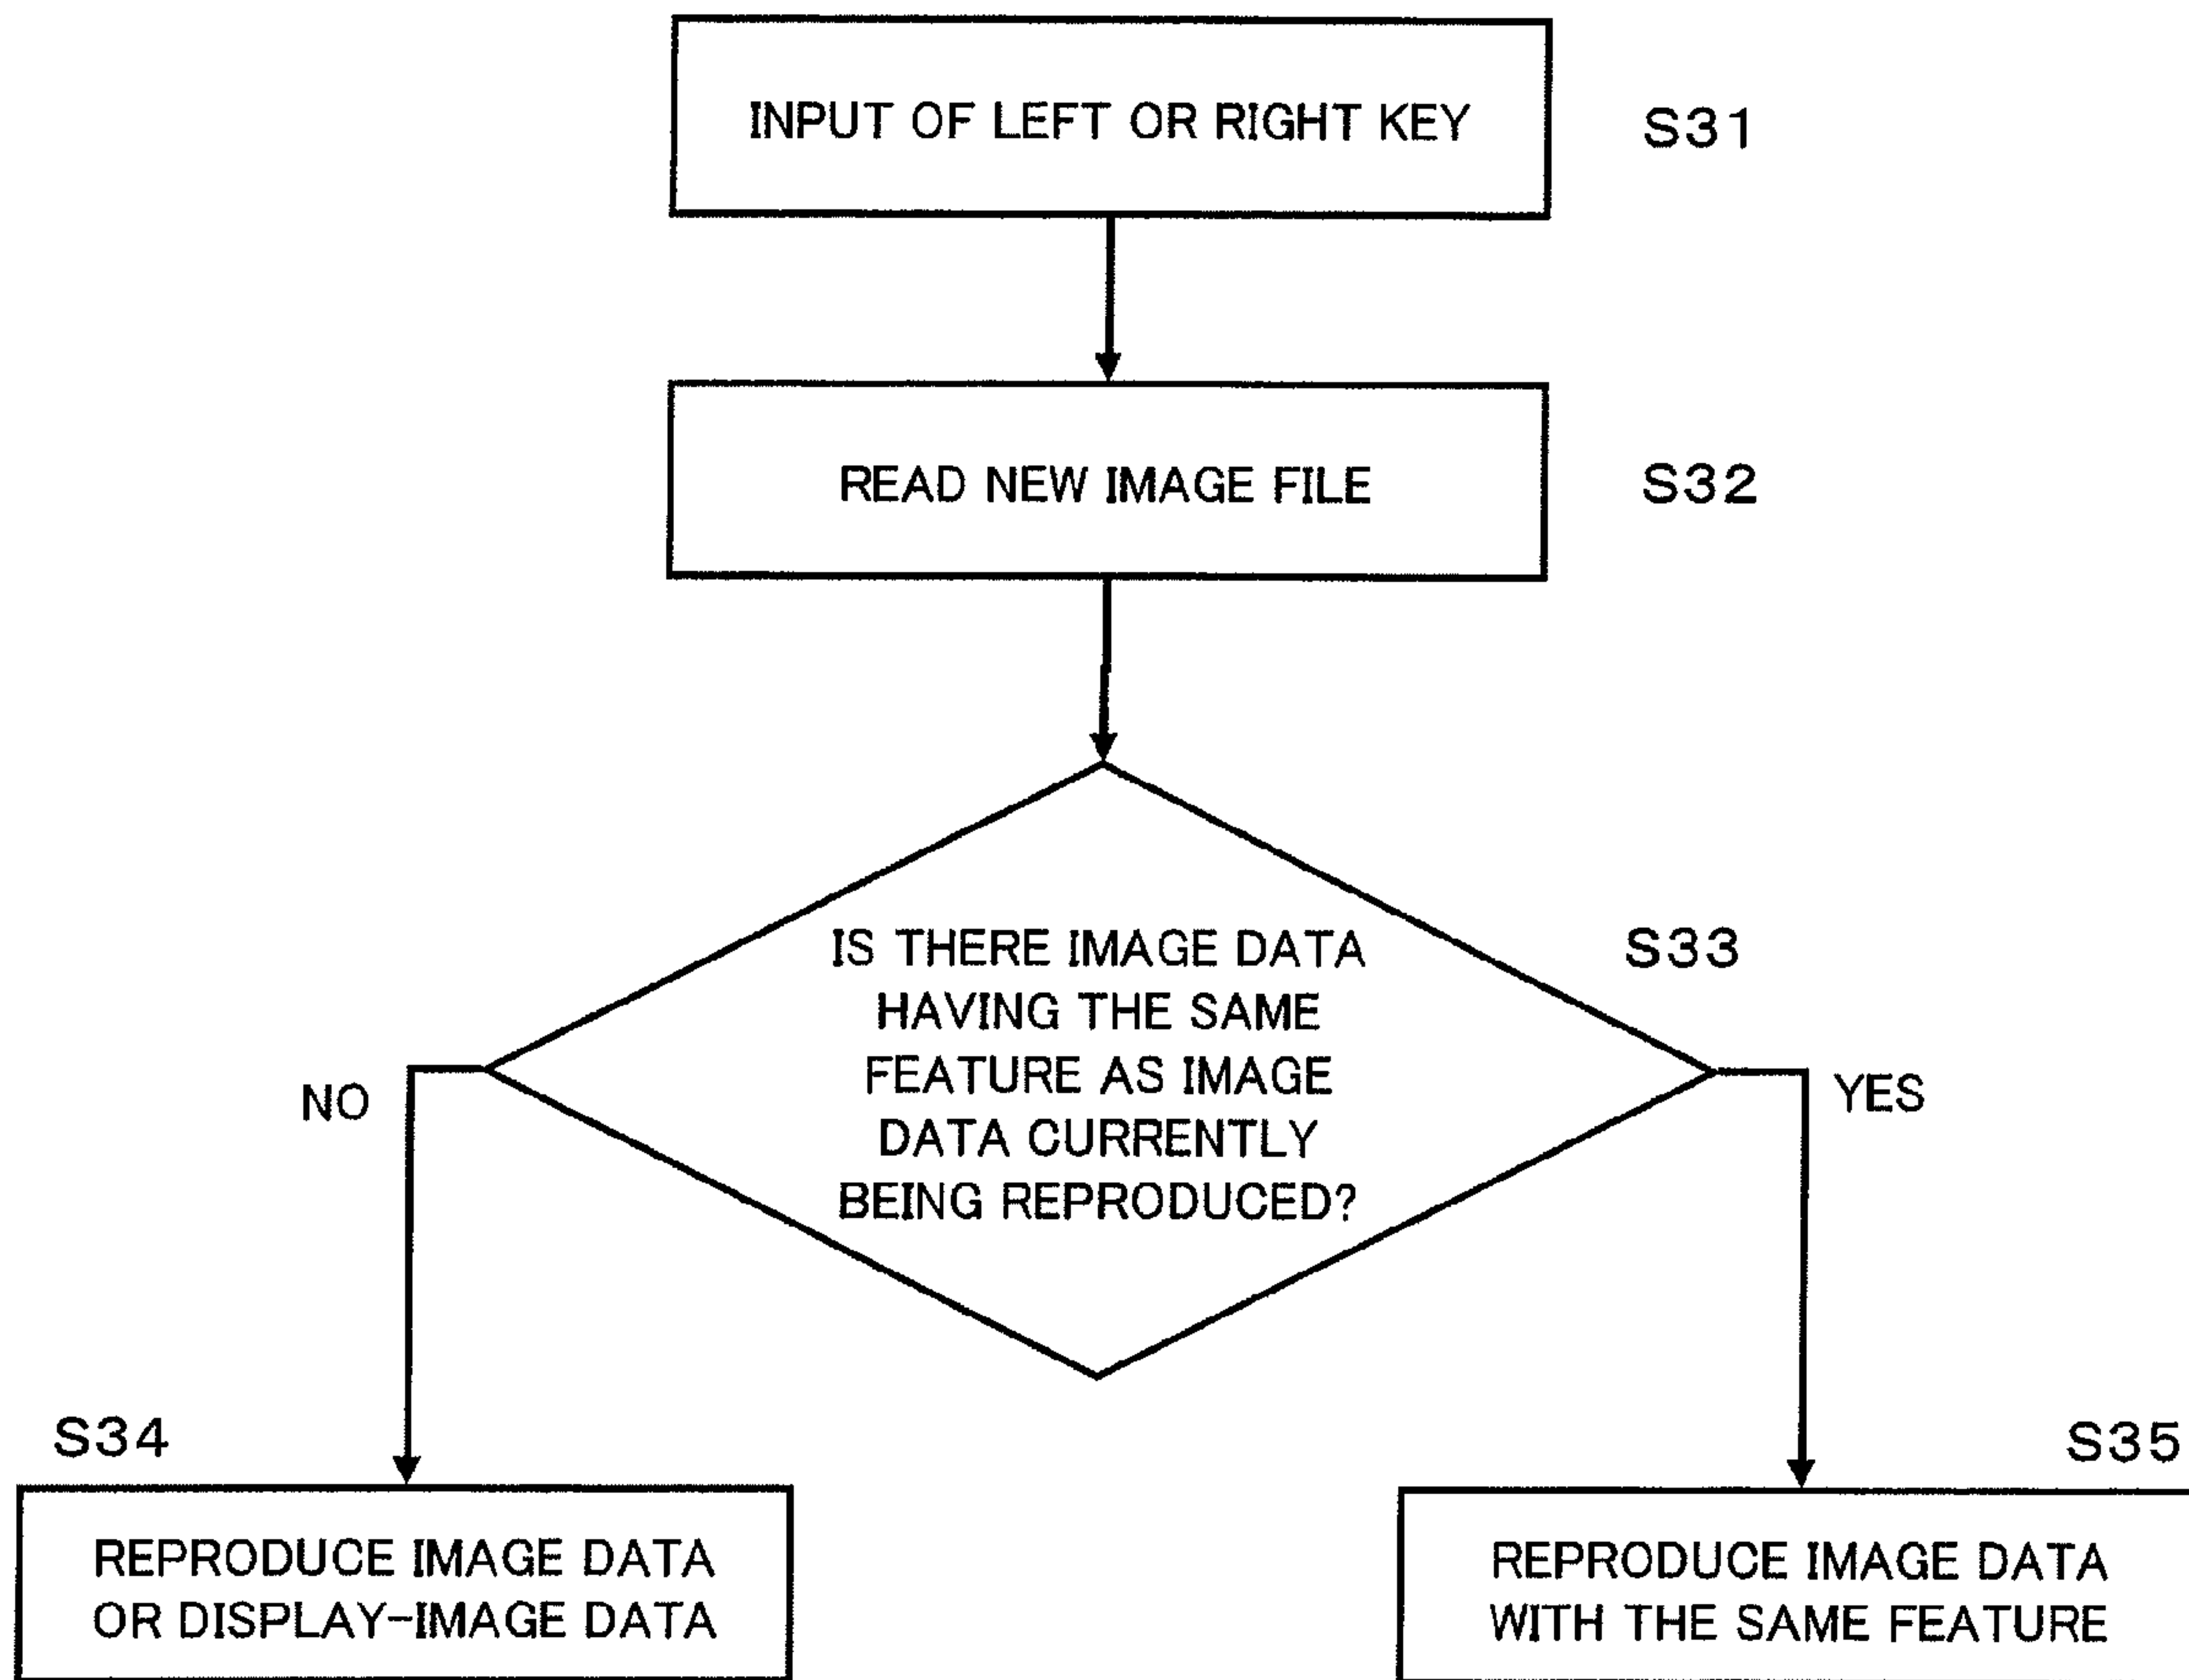 INPUT OF LEFT OR RIGHT KEY
S31
READ NEW IMAGE FILE
S32
IS THERE IMAGE DATA
HAVING THE SAME
FEATURE AS IMAGE
DATA CURRENTLY
BEING REPRODUCED?
S33
NO
YES
S34
REPRODUCE IMAGE DATA
OR DISPLAY-IMAGE DATA
S35
REPRODUCE IMAGE DATA
WITH THE SAME FEATURE